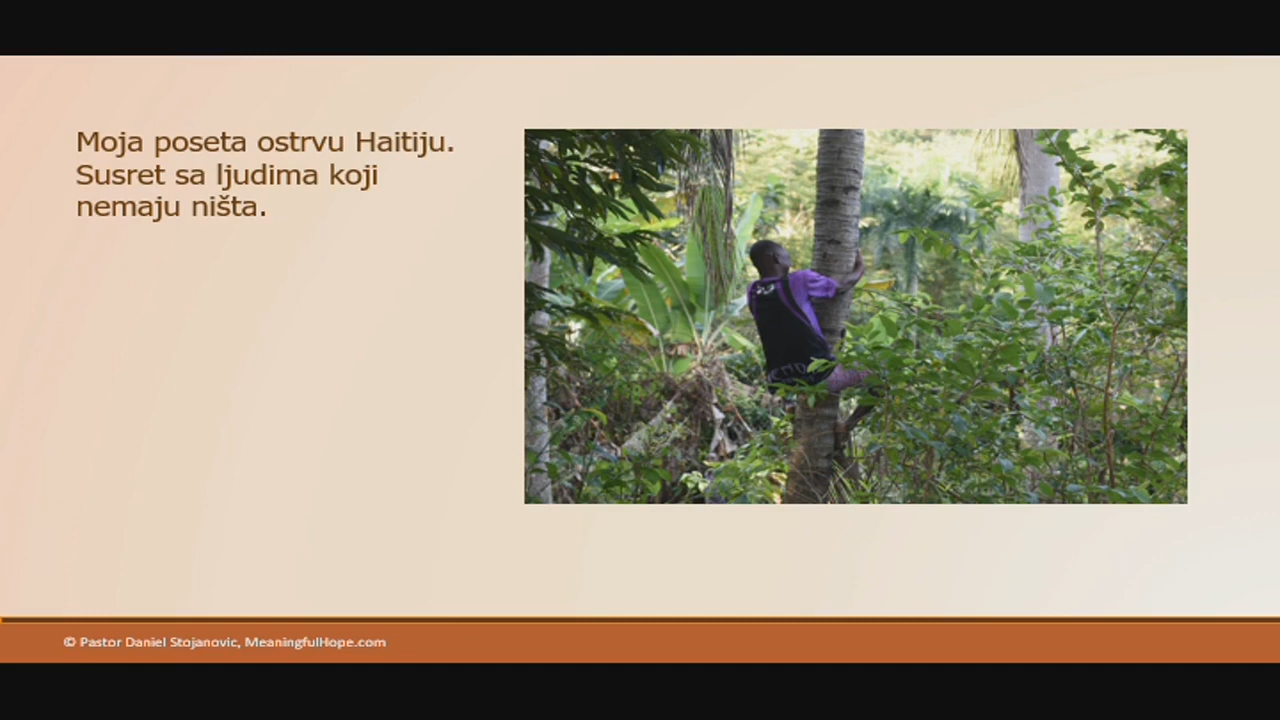 Moja poseta ostrvu Haitiju.
Susret sa ljudima koji
nemaju ništa.
© Pastor Daniel Stojanovic, MeaningfulHope.com